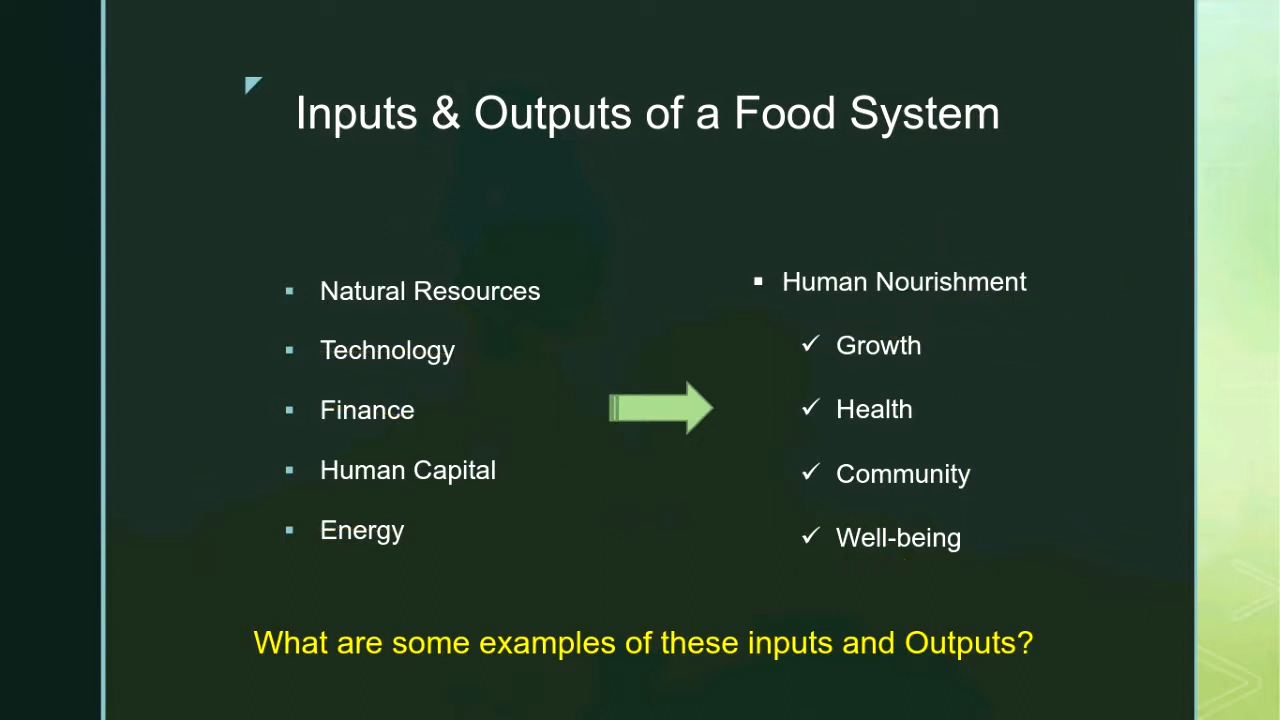 Inputs & Outputs of a Food System
▪ Natural Resources
▪ Technology
▪ Finance
▪ Human Capital
▪ Energy
▪ Human Nourishment
✓ Growth
✓ Health
✓ Community
✓ Well-being
What are some examples of these inputs and Outputs?